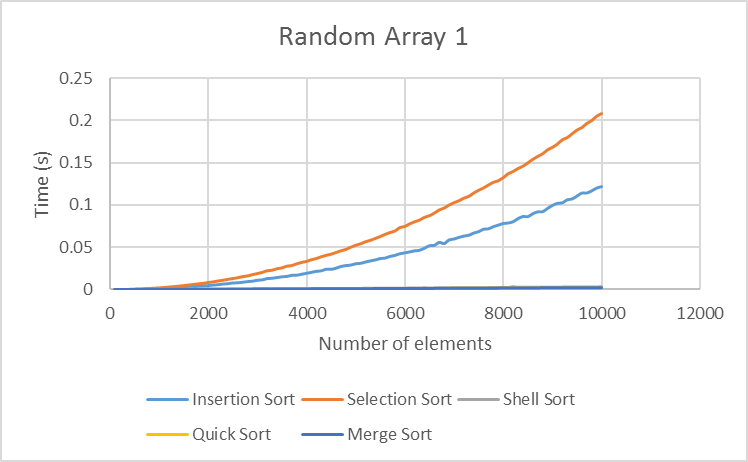 Random Array 1
0.25
0.2
0.15
0.1
0.05
0
Time (s)
0 2000 4000 6000 8000 10000 12000
Number of elements
Insertion Sort Selection Sort Shell Sort
Quick Sort Merge Sort